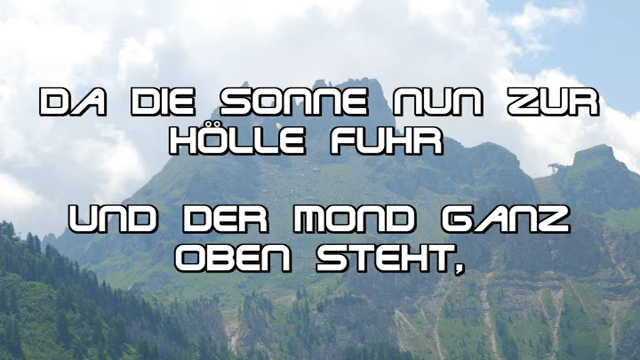 DA DIE SONNE NUN ZUR
HÖLLE FUHR
UND DER MOND GANZ
OBEN STEHT,